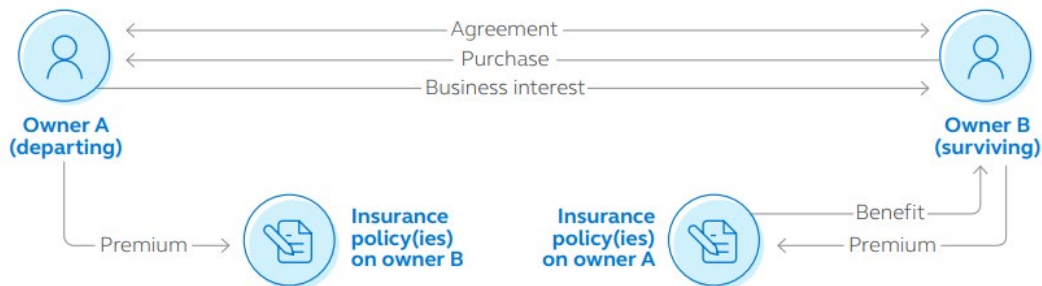 Agreement
Purchase
Business interest
Owner A
(departing)
Owner B
(surviving)
Premium
Insurance
policy(ies)
on owner B
Insurance
policy(ies)
on owner A
Benefit
Premium